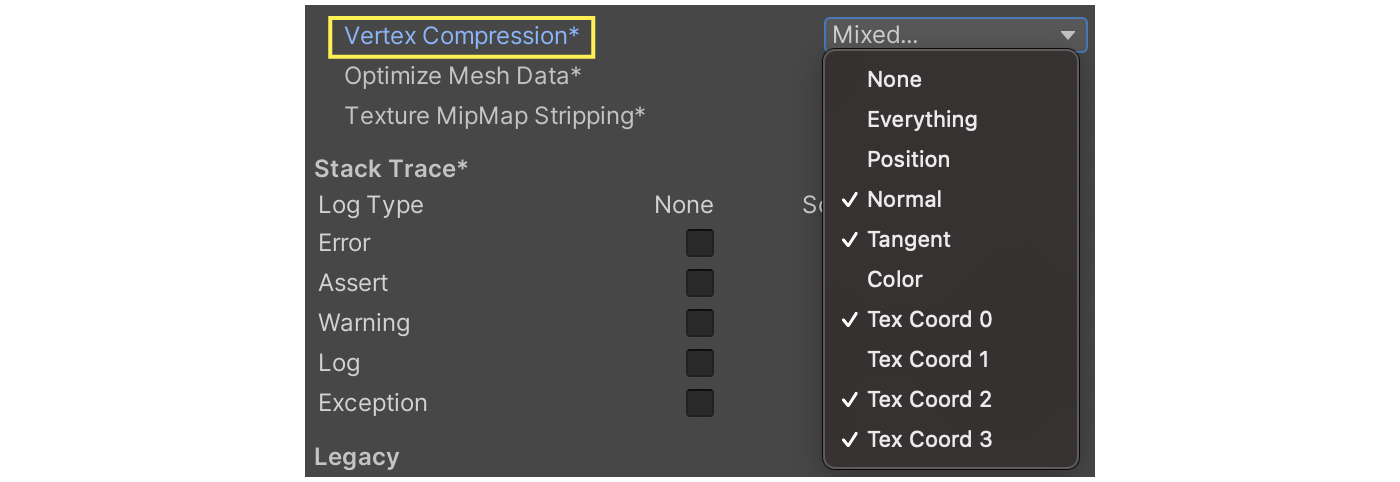 Vertex Compression* Mixed...
Optimize Mesh Data*
Texture MipMap Stripping*
None
Everything
Position
Normal
Tangent
Color
Tex Coord 0
Tex Coord 1
Tex Coord 2
Tex Coord 3
Stack Trace*
Log Type None
Error
Assert
Warning
Log
Exception
Legacy